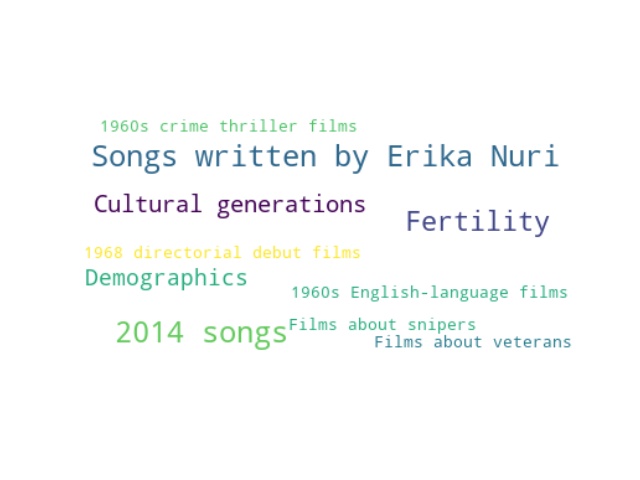 1960s crime thriller films
Songs written by Erika Nuri
Cultural generations
Fertility
1968 directorial debut films
Demographics
1960s English-language films
2014 songs
Films about snipers
Films about veterans